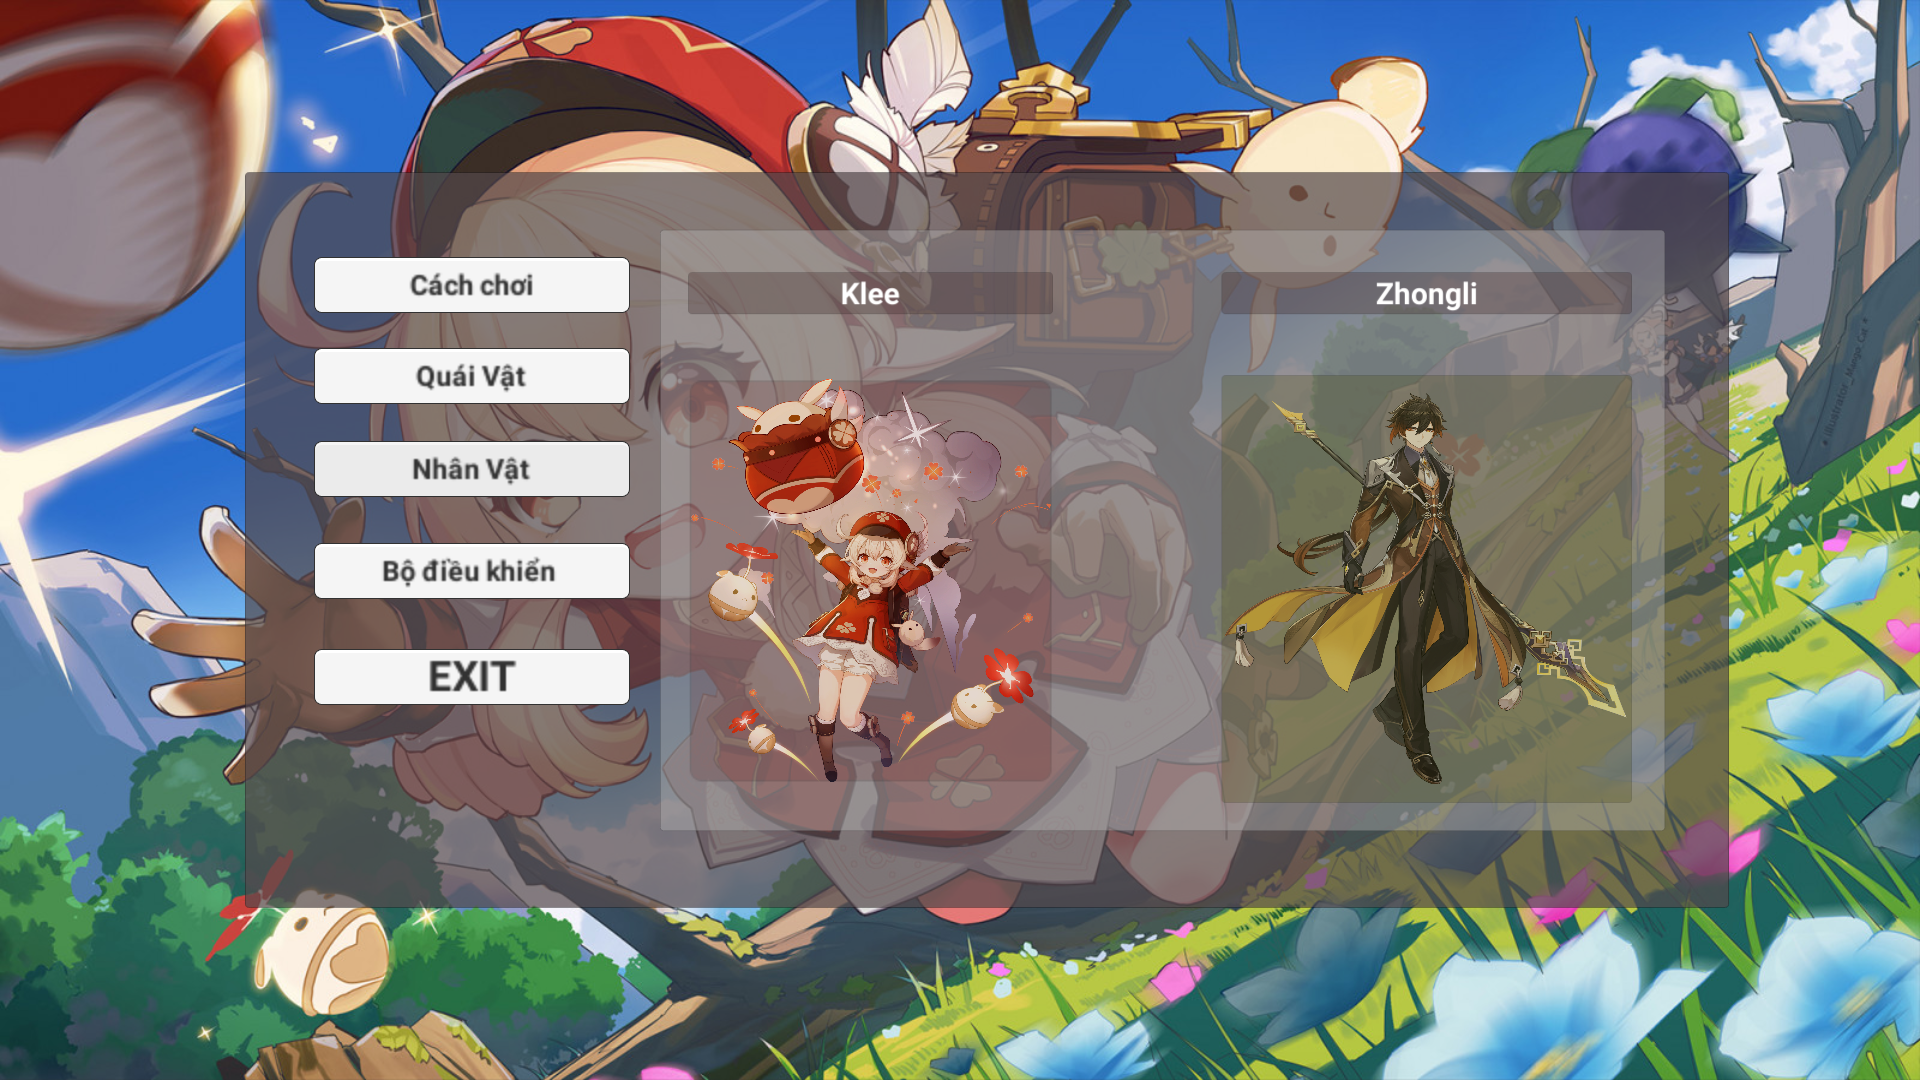 Cách chơi
Quái Vật
Nhân Vật
Bộ điều khiển
EXIT
Klee
Zhongli